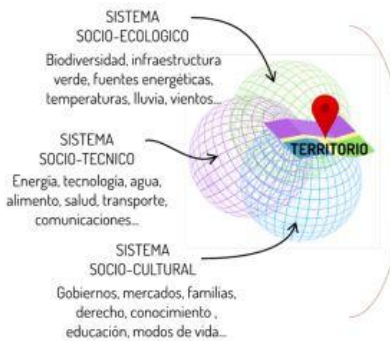 SISTEMA
SOCIO-ECOLOGICO
Biodiversidad, infraestructura
verde, fuentes energéticas,
temperaturas, lluvia, vientos...
TERRITORIO
SISTEMA
SOCIO-TECNICO
Energía, tecnología, agua,
alimento, salud, transporte,
comunicaciones...
SISTEMA
SOCIO-CULTURAL
Gobiernos, mercados, familias,
derecho, conocimiento ,
educación, modos de vida...